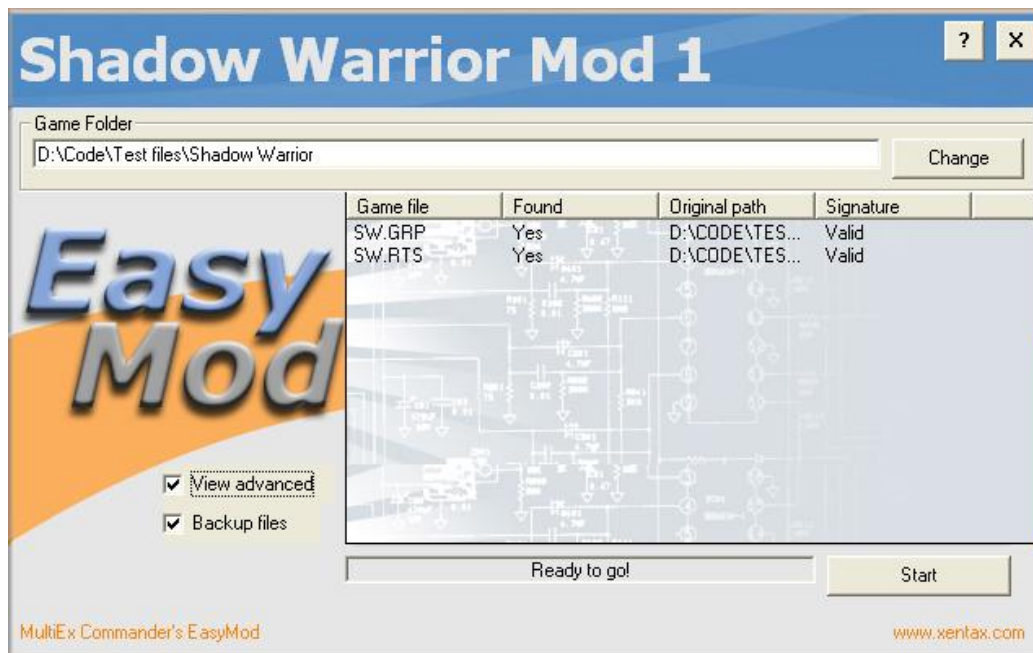 Shadow Warrior Mod 1
? X
Game Folder
D:\Code\Test files\Shadow Warrior
Change
Game file Found Original path Signature
SW.GRP Yes D:\CODE\TES... Valid
SW.RTS Yes D:\CODE\TES... Valid
Easy
Mod
View advanced
Backup files
Ready to go!
Start
MultiEx Commander's EasyMod
www.xentax.com